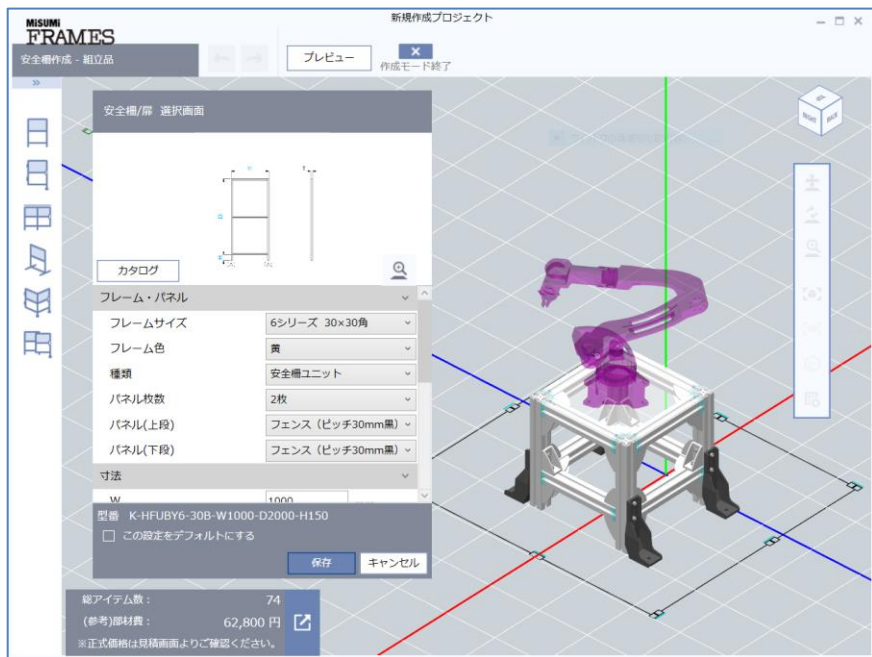 新規作成プロジェクト
MiSUMi
FRAMES
安全柵作成 - 組立品
プレビュー
作成モード終了
安全柵/扉 選択画面
カタログ
フレーム・パネル
フレームサイズ
6シリーズ 30×30角
フレーム色
黄
種類
安全柵ユニット
パネル枚数
2枚
パネル(上段)
フェンス（ピッチ30mm黒）
パネル(下段)
フェンス（ピッチ30mm黒）
寸法
W
1000
型番 K-HFUBY6-30B-W1000-D2000-H150
この設定をデフォルトにする
保存
キャンセル
総アイテム数：
74
(参考)部材費：
62,800 円
※正式価格は見積画面よりご確認ください。
RIGHT
BACK